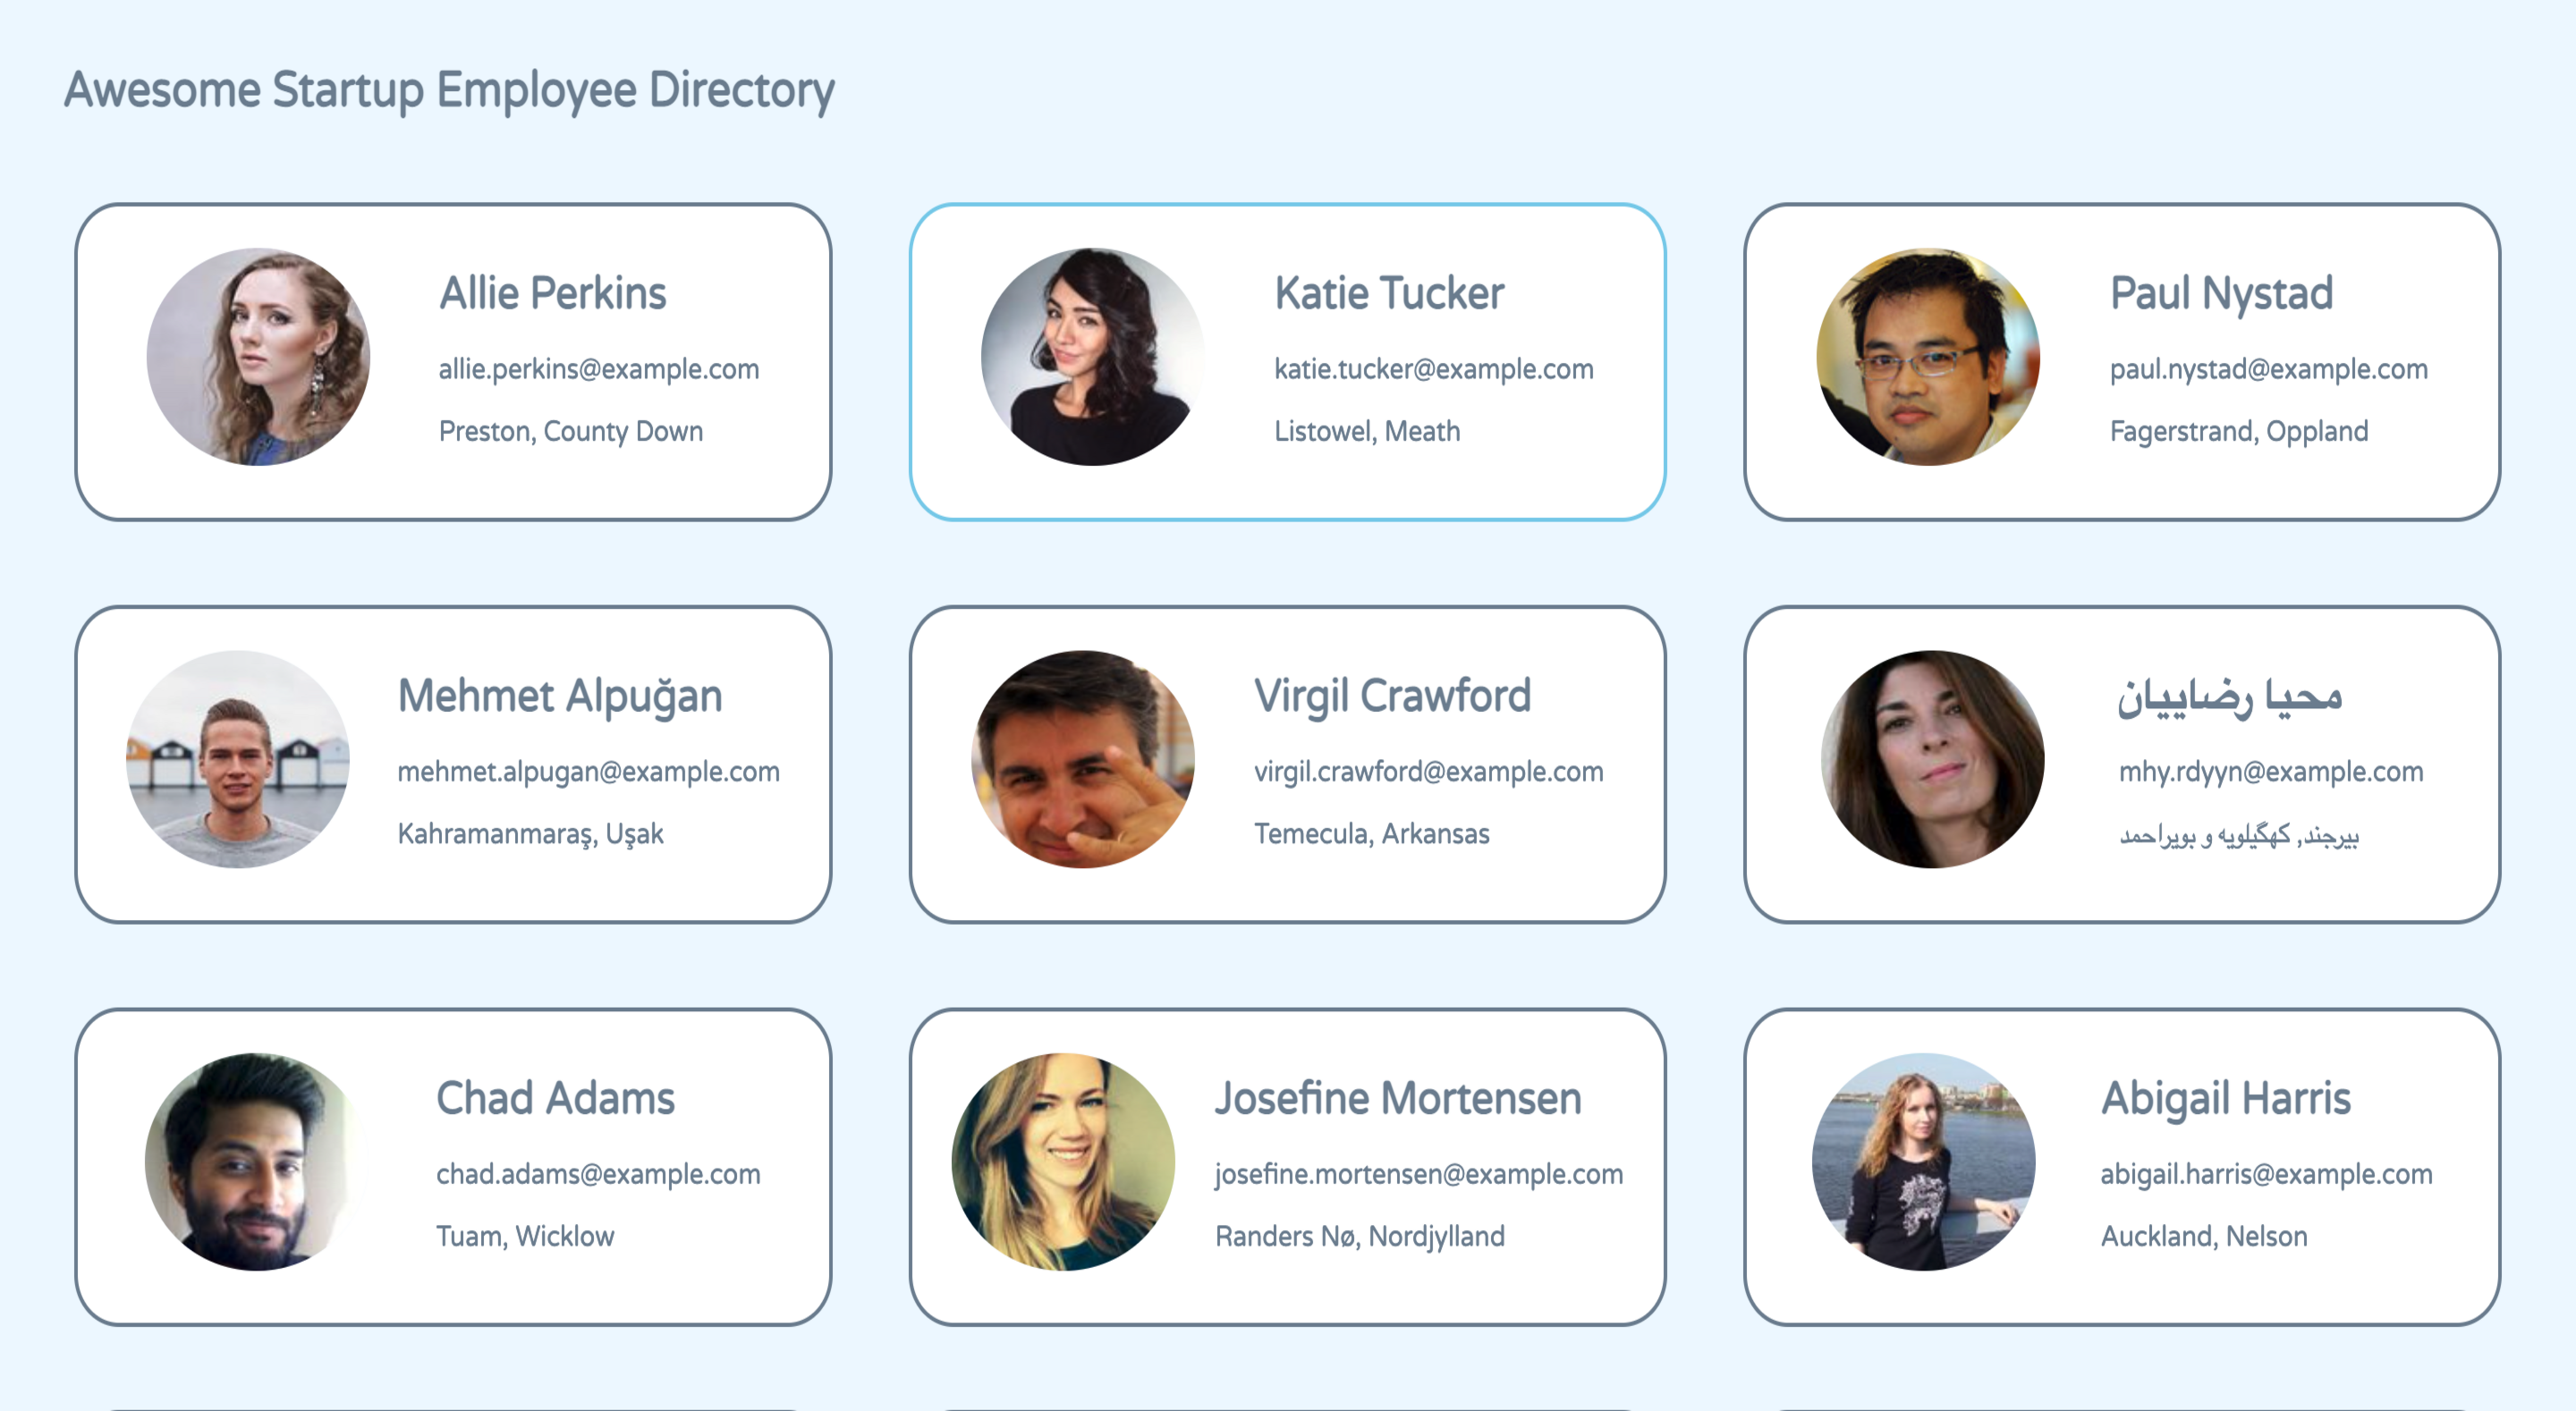 Awesome Startup Employee Directory
Allie Perkins
allie.perkins@example.com
Preston, County Down
Katie Tucker
katie.tucker@example.com
Listowel, Meath
Paul Nystad
paul.nystad@example.com
Fagerstrand, Oppland
Mehmet Alpuğan
mehmet.alpugan@example.com
Kahramanmaraş, Uşak
Virgil Crawford
virgil.crawford@example.com
Temecula, Arkansas
محیا رضاییان
mhy.rdyyn@example.com
بیرجند, کهگیلویه و بویراحمد
Chad Adams
chad.adams@example.com
Tuam, Wicklow
Josefine Mortensen
josefine.mortensen@example.com
Randers Nø, Nordjylland
Abigail Harris
abigail.harris@example.com
Auckland, Nelson